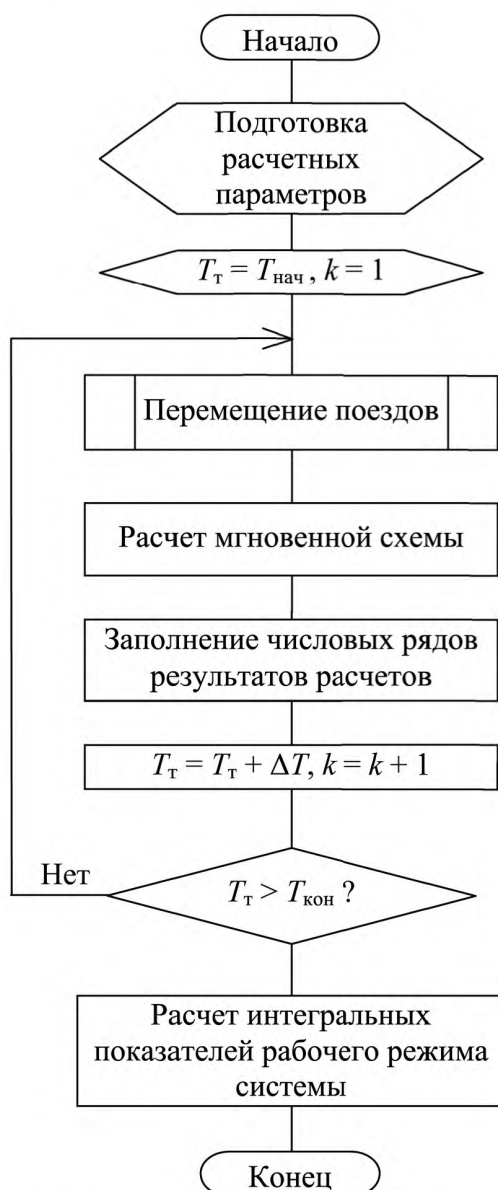 Начало
Подготовка
расчетных
параметров
Tт = Tнач , k = 1
Перемещение поездов
Расчет мгновенной схемы
Заполнение числовых рядов
результатов расчетов
Tт = Tт + ΔT, k = k + 1
Нет
Tт > Tкон ?
Расчет интегральных
показателей рабочего режима
системы
Конец